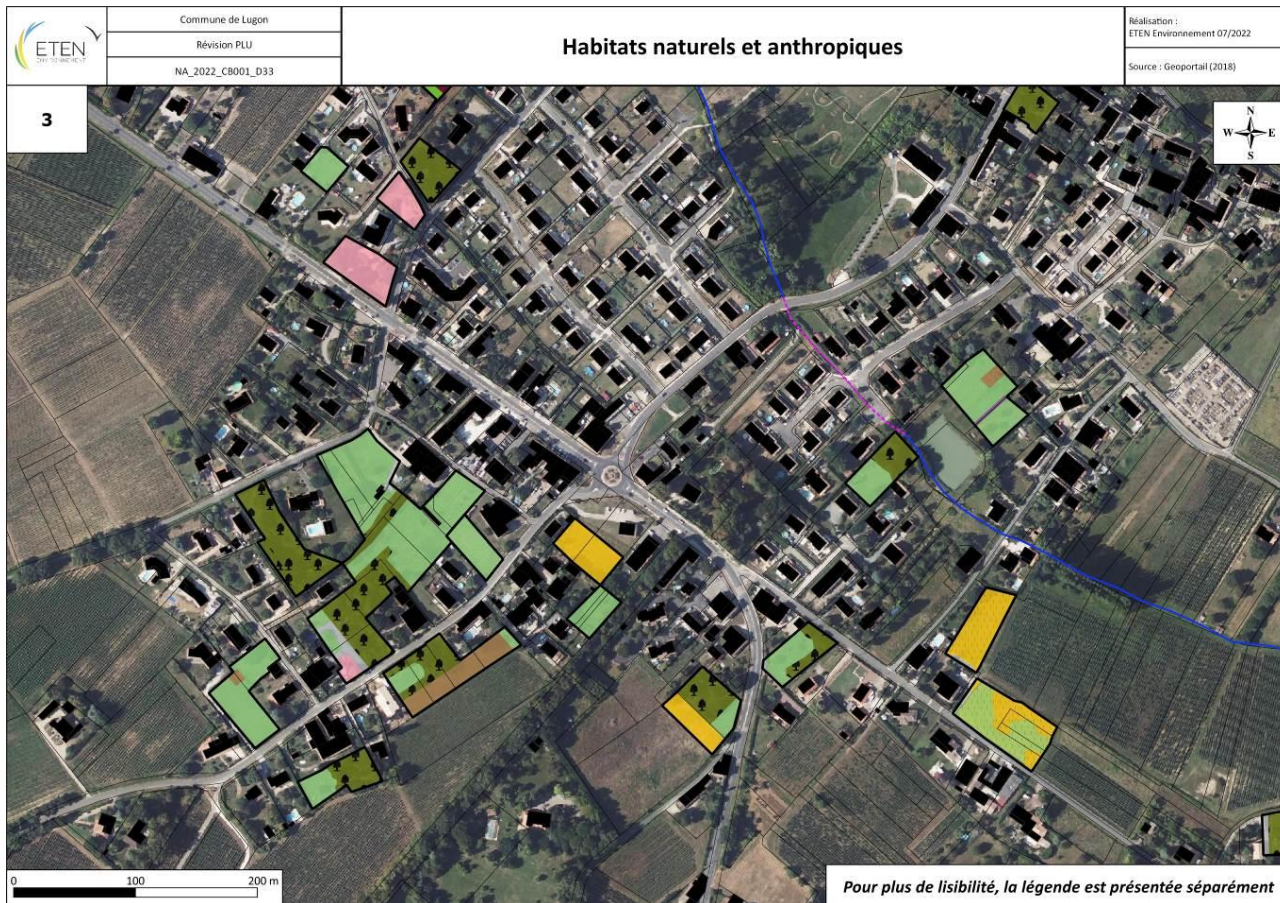 ETEN
ENVIRONNEMENT
Commune de Lugon
Révision PLU
NA_2022_CB001_D33
Habitats naturels et anthropiques
Réalisation :
ETEN Environnement 07/2022
Source : Geoportail (2018)
3
N
W E
S
0 100 200 m
Pour plus de lisibilité, la légende est présentée séparément